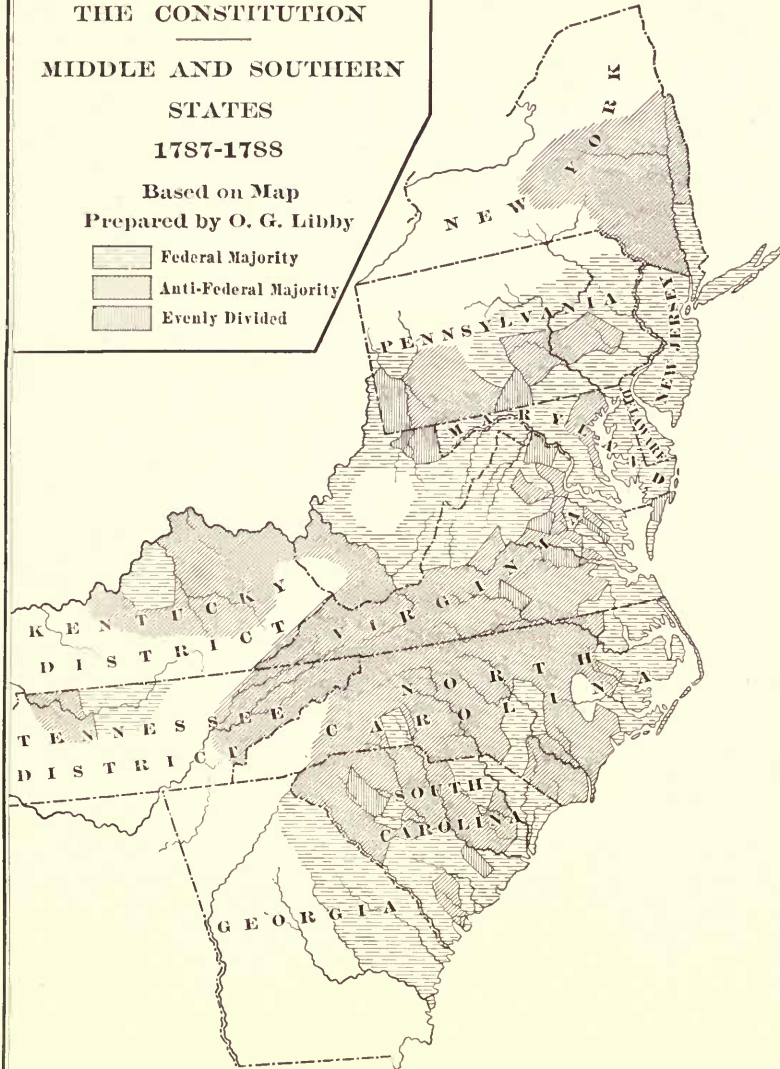 THE CONSTITUTION
MIDDLE AND SOUTHERN
STATES
1787-1788
Based on Map
Prepared by O. G. Libby
Federal Majority
Anti-Federal Majority
Evenly Divided
NEW YORK
PENNSYLVANIA
NEW JERSEY
DELAWARE
MARYLAND
VIRGINIA
KENTUCKY
DISTRICT
NORTH
CAROLINA
TENNESSEE
DISTRICT
SOUTH
CAROLINA
GEORGIA